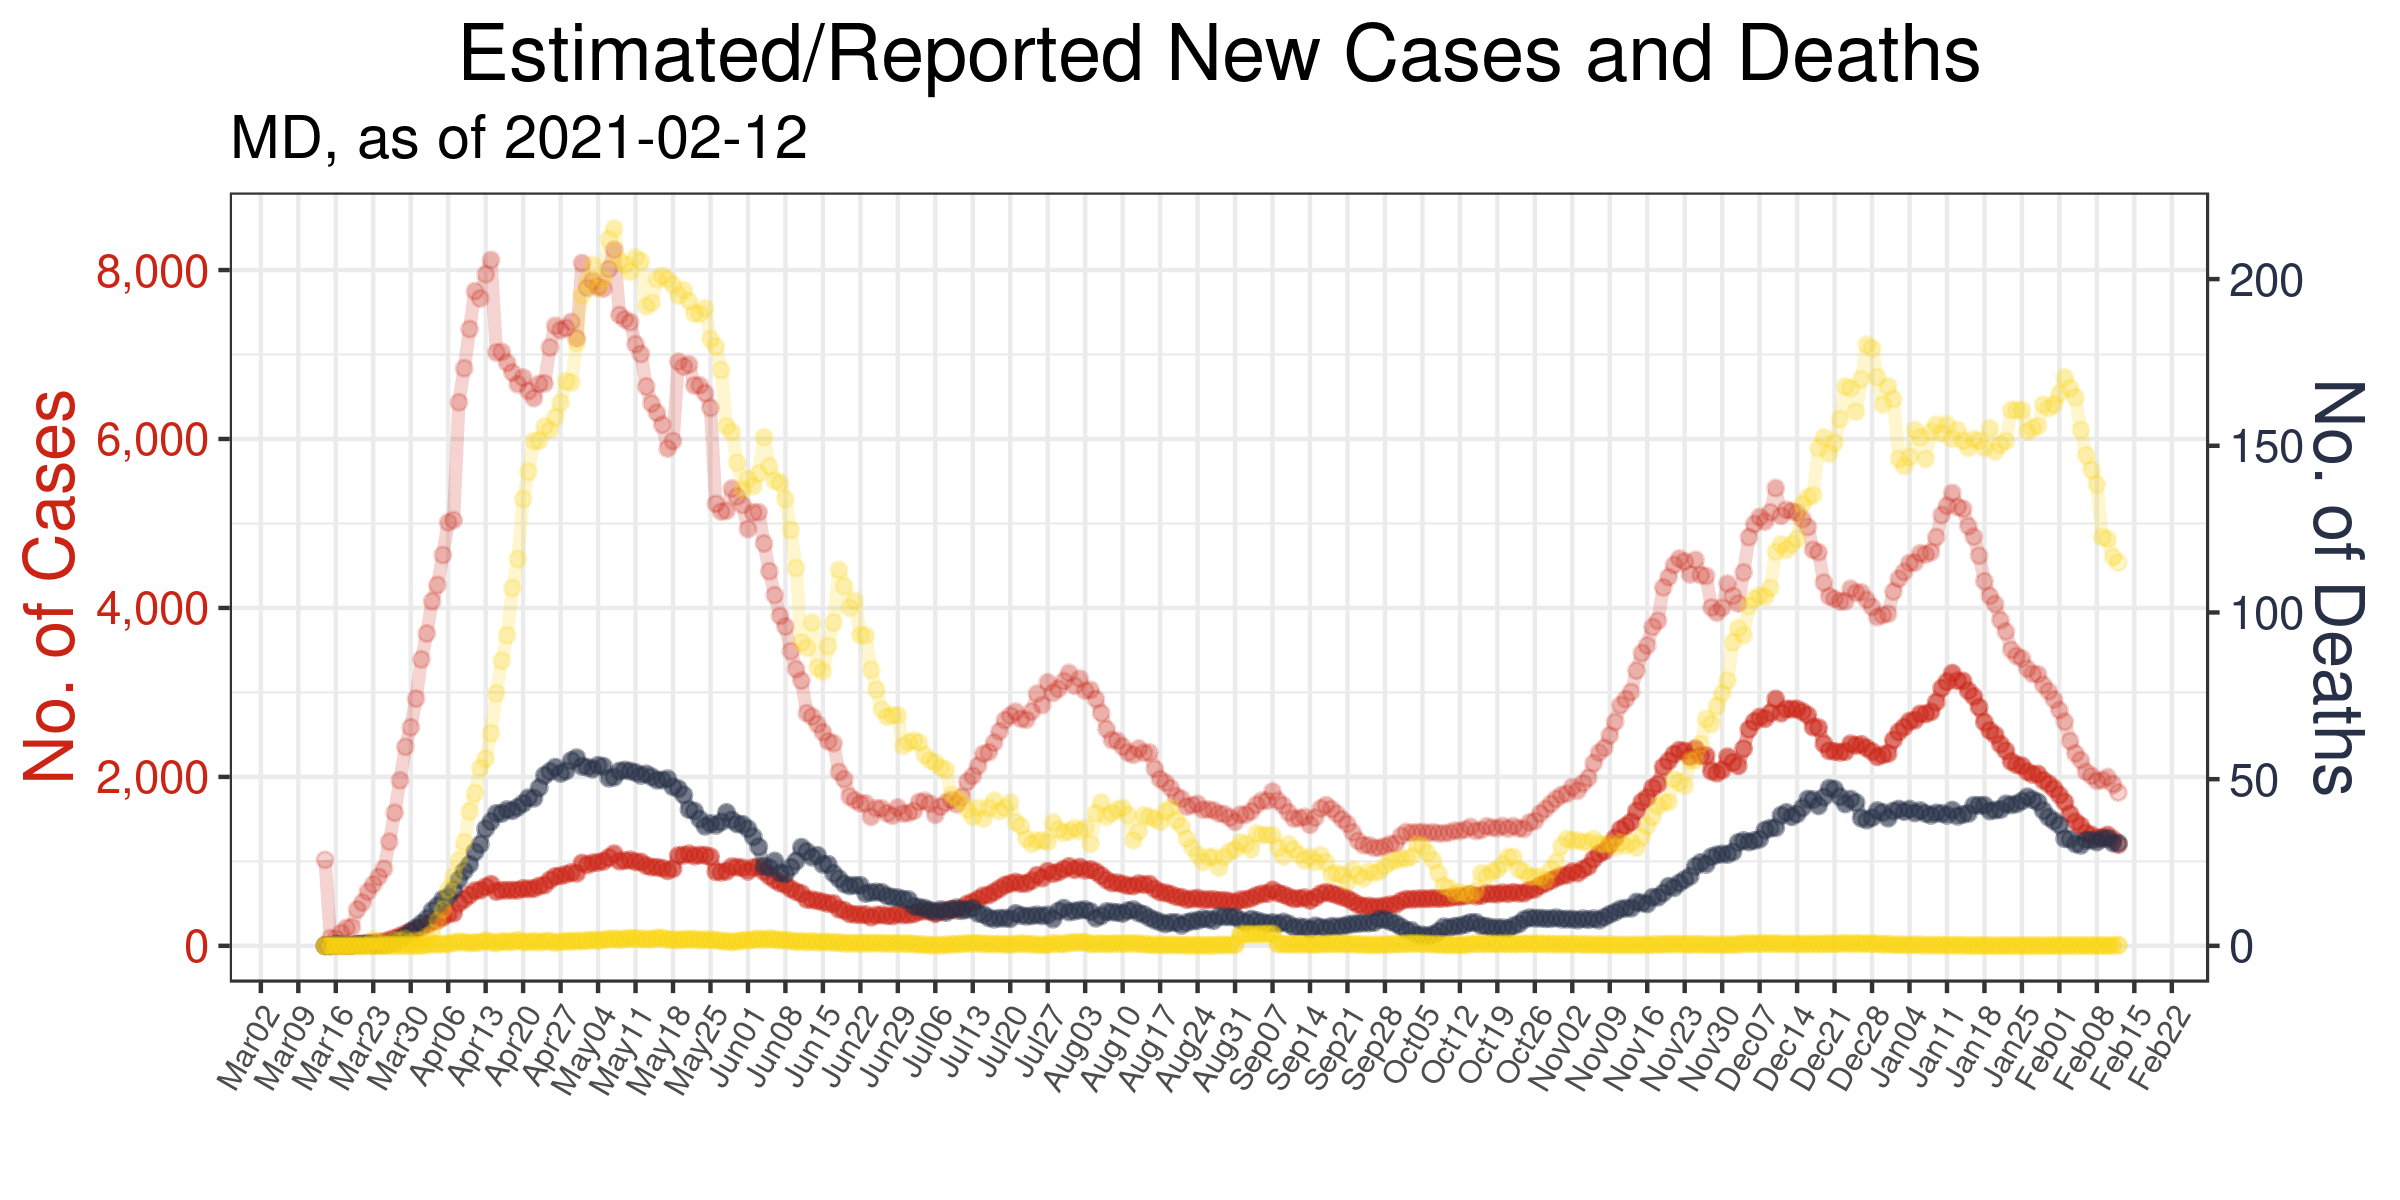 Estimated/Reported New Cases and Deaths
MD, as of 2021-02-12
No. of Cases
8,000
6,000
4,000
2,000
0
200
150
100
50
0
No. of Deaths
Mar02
Mar09
Mar16
Mar23
Mar30
Apr06
Apr13
Apr20
Apr27
May04
May11
May18
May25
Jun01
Jun08
Jun15
Jun22
Jun29
Jul06
Jul13
Jul20
Jul27
Aug03
Aug10
Aug17
Aug24
Aug31
Sep07
Sep14
Sep21
Sep28
Oct05
Oct12
Oct19
Oct26
Nov02
Nov09
Nov16
Nov23
Nov30
Dec07
Dec14
Dec21
Dec28
Jan04
Jan11
Jan18
Jan25
Feb01
Feb08
Feb15
Feb22